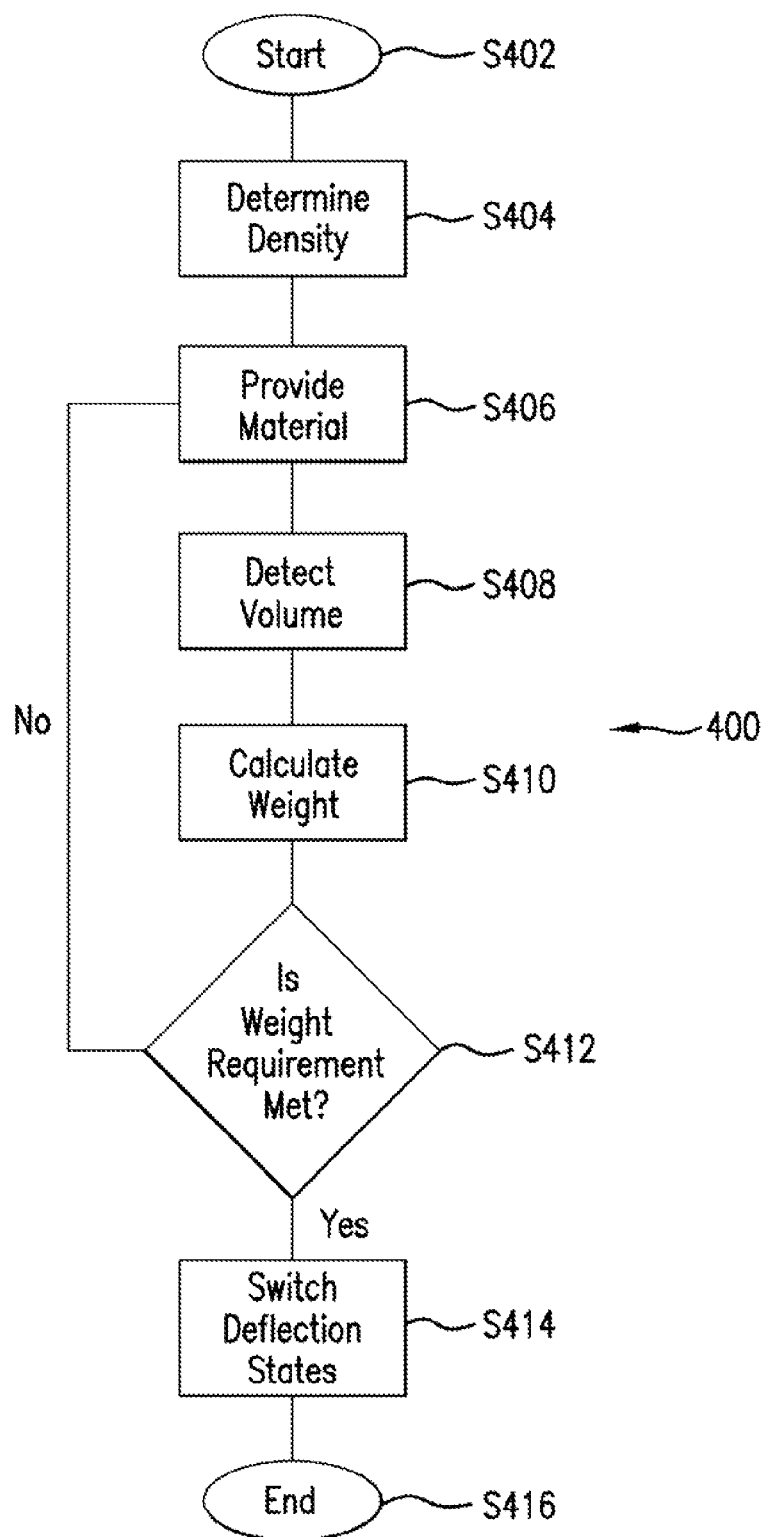 Start
S402
Determine
Density
S404
Provide
Material
S406
Detect
Volume
S408
No
400
Calculate
Weight
S410
Is
Weight
Requirement
Met?
S412
Yes
Switch
Deflection
States
S414
End
S416